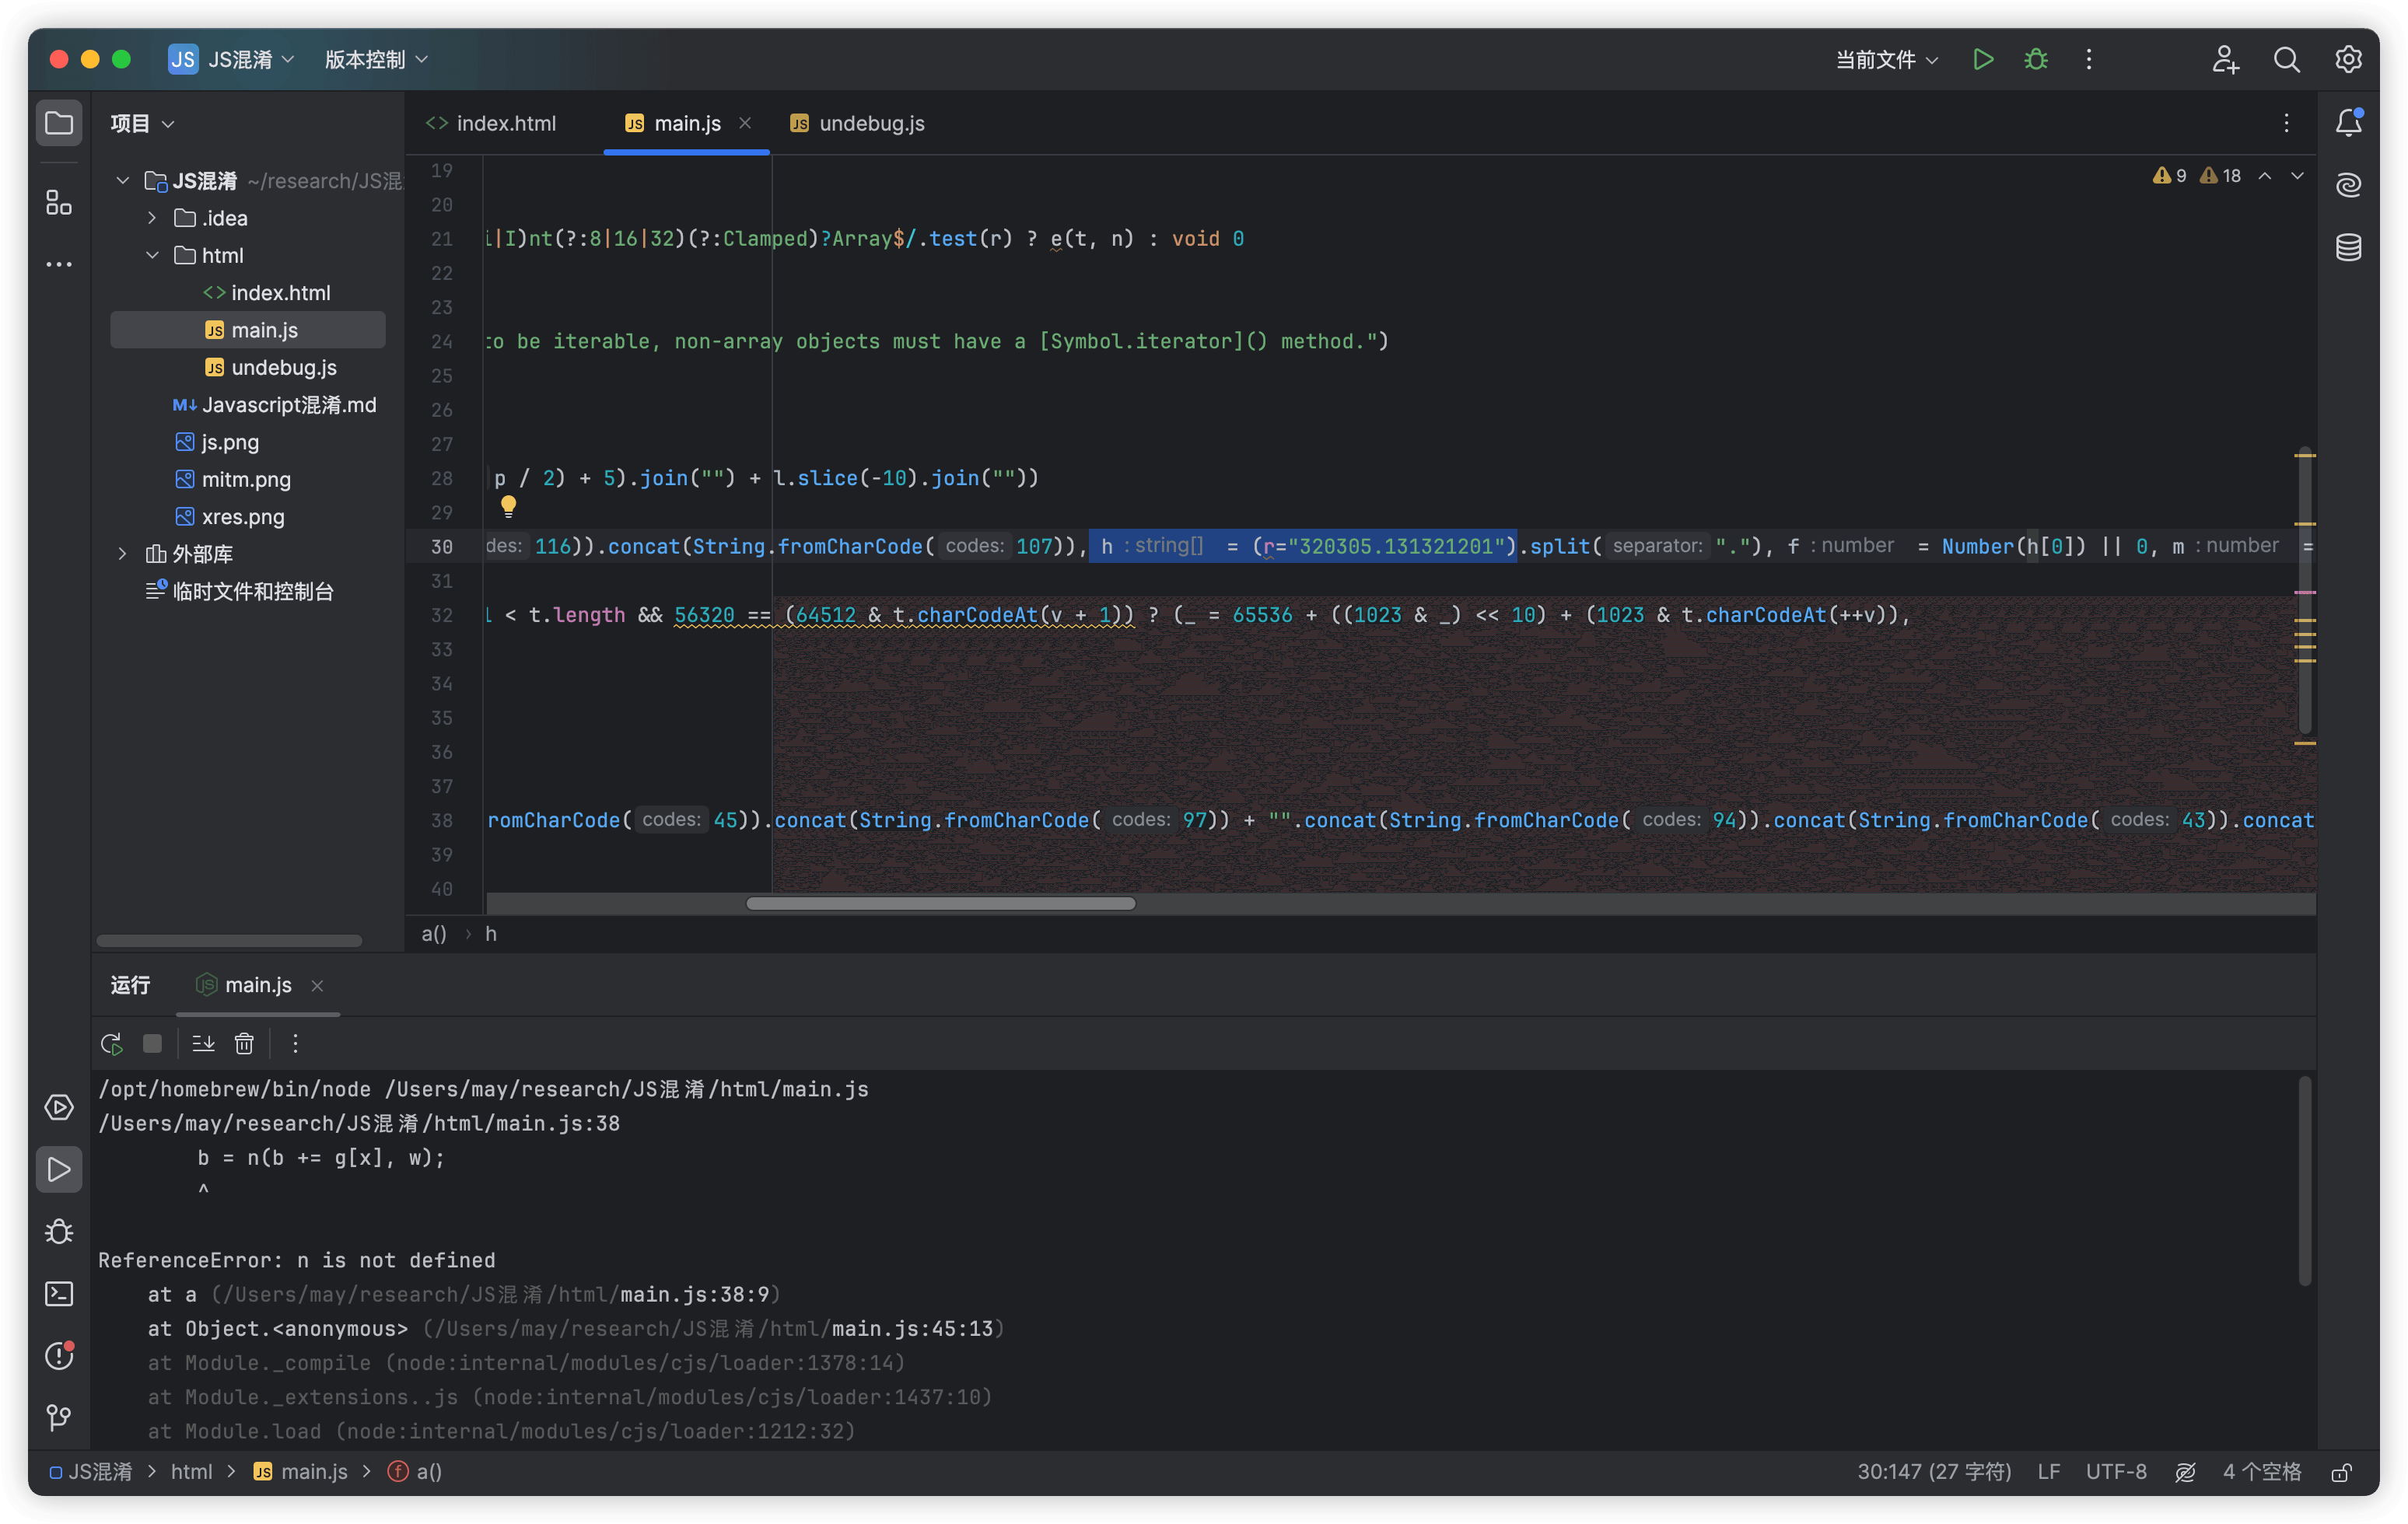 JS JS混淆 版本控制 当前文件
项目
index.html
JS main.js
JS undebug.js
JS混淆 ~/research/JS混
.idea
html
index.html
JS main.js
JS undebug.js
M↓ Javascript混淆.md
js.png
mitm.png
xres.png
外部库
临时文件和控制台
9 18
19
20
21 i|I)nt(?:8|16|32)(?:Clamped)?Array$/.test(r) ? e(t, n) : void 0
22
23
24 to be iterable, non-array objects must have a [Symbol.iterator]() method.")
25
26
27
28 p / 2) + 5).join("") + l.slice(-10).join(""))
29
30 des: 116)).concat(String.fromCharCode( codes: 107)), h : string[] = (r="320305.131321201").split( separator: "."), f : number = Number(h[0]) || 0, m : number =
31
32 1 < t.length && 56320 == (64512 & t.charCodeAt(v + 1)) ? (_ = 65536 + ((1023 & _) << 10) + (1023 & t.charCodeAt(++v)),
33
34
35
36
37
38 romCharCode( codes: 45)).concat(String.fromCharCode( codes: 97)) + "".concat(String.fromCharCode( codes: 94)).concat(String.fromCharCode( codes: 43)).concat
39
40
a() › h
运行 main.js
/opt/homebrew/bin/node /Users/may/research/JS混淆/html/main.js
/Users/may/research/JS混淆/html/main.js:38
b = n(b += g[x], w);
^
ReferenceError: n is not defined
at a (/Users/may/research/JS混淆/html/main.js:38:9)
at Object.<anonymous> (/Users/may/research/JS混淆/html/main.js:45:13)
at Module._compile (node:internal/modules/cjs/loader:1378:14)
at Module._extensions..js (node:internal/modules/cjs/loader:1437:10)
at Module.load (node:internal/modules/cjs/loader:1212:32)
JS混淆 › html › JS main.js › f a() 30:147 (27 字符) LF UTF-8 4 个空格